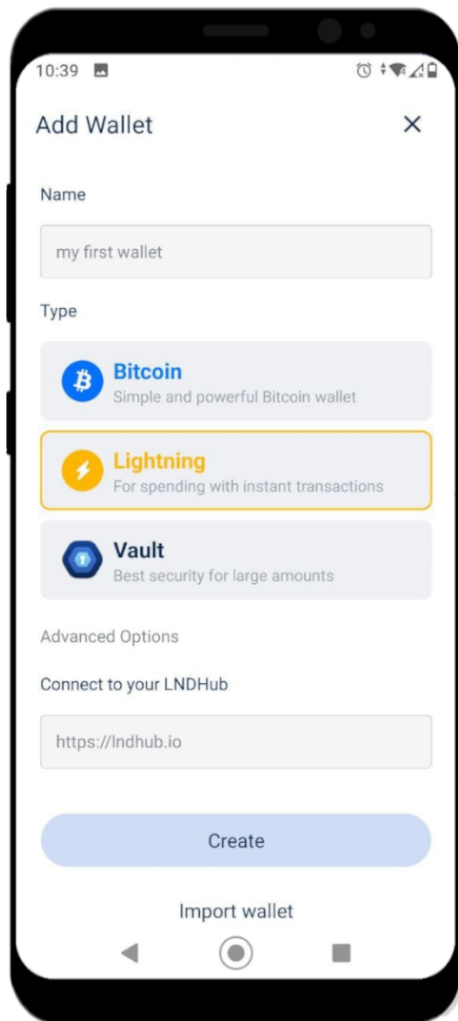 10:39
Add Wallet
Name
my first wallet
Type
Bitcoin
Simple and powerful Bitcoin wallet
Lightning
For spending with instant transactions
Vault
Best security for large amounts
Advanced Options
Connect to your LNDHub
https://lndhub.io
Create
Import wallet